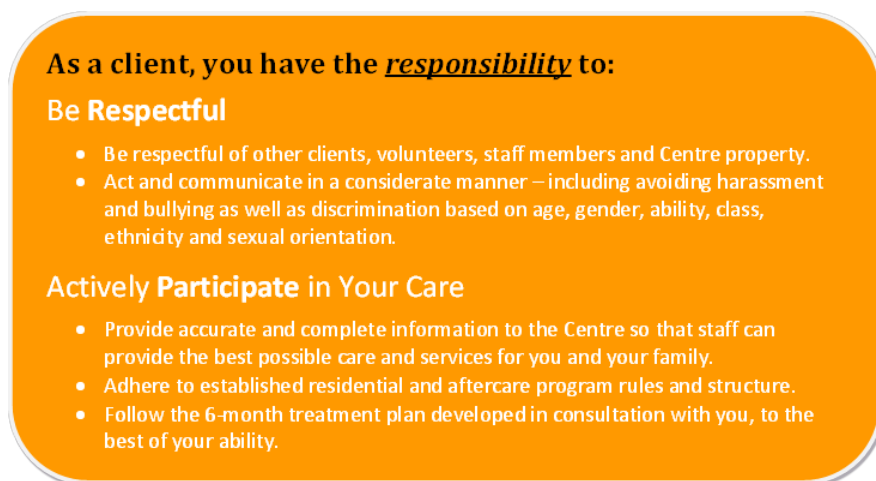 As a client, you have the responsibility to:
Be Respectful
• Be respectful of other clients, volunteers, staff members and Centre property.
• Act and communicate in a considerate manner – including avoiding harassment
and bullying as well as discrimination based on age, gender, ability, class,
ethnicity and sexual orientation.
Actively Participate in Your Care
• Provide accurate and complete information to the Centre so that staff can
provide the best possible care and services for you and your family.
• Adhere to established residential and aftercare program rules and structure.
• Follow the 6-month treatment plan developed in consultation with you, to the
best of your ability.